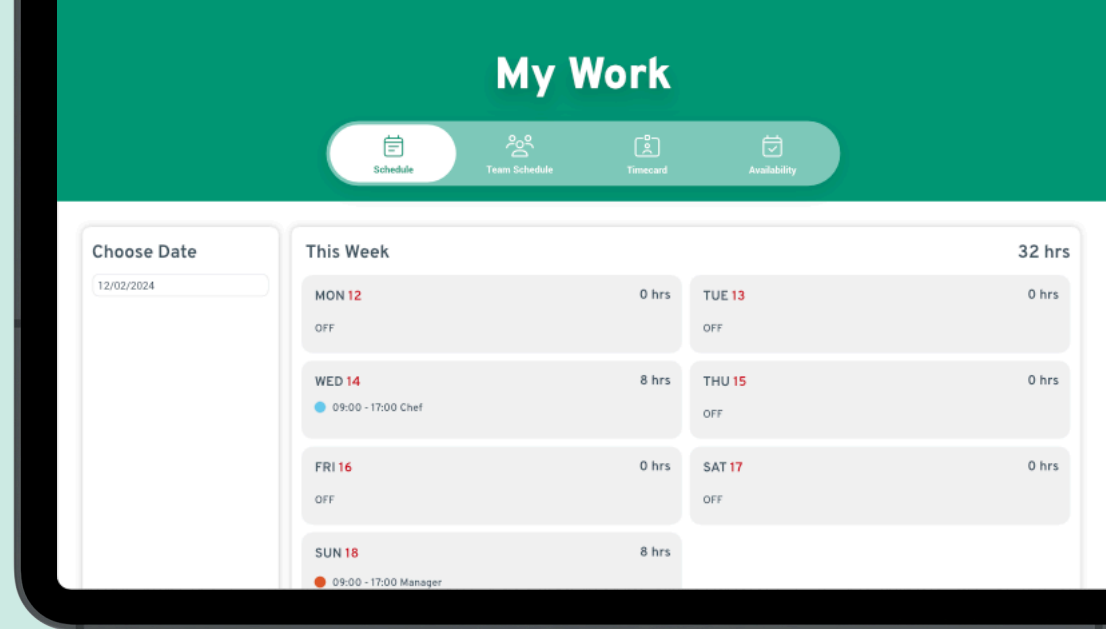 My Work
Schedule
Team Schedule
Timecard
Availability
Choose Date
12/02/2024
This Week
32 hrs
MON 12
0 hrs
OFF
TUE 13
0 hrs
OFF
WED 14
8 hrs
09:00 - 17:00 Chef
THU 15
0 hrs
OFF
FRI 16
0 hrs
OFF
SAT 17
0 hrs
OFF
SUN 18
8 hrs
09:00 - 17:00 Manager